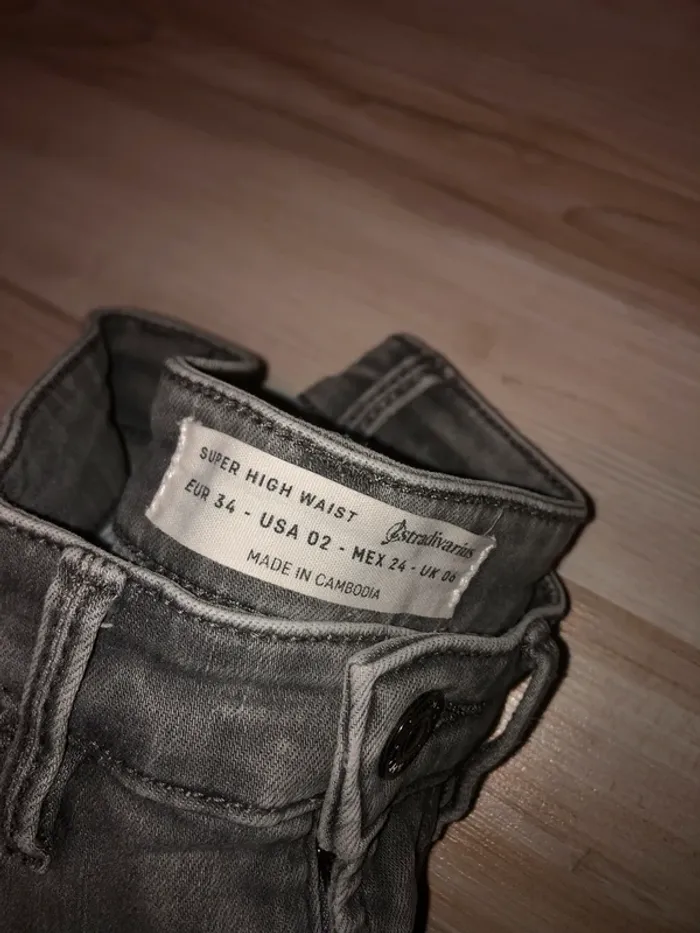 SUPER HIGH WAIST
Stradivarius
EUR 34 - USA 02 - MEX 24 - UK 06
MADE IN CAMBODIA